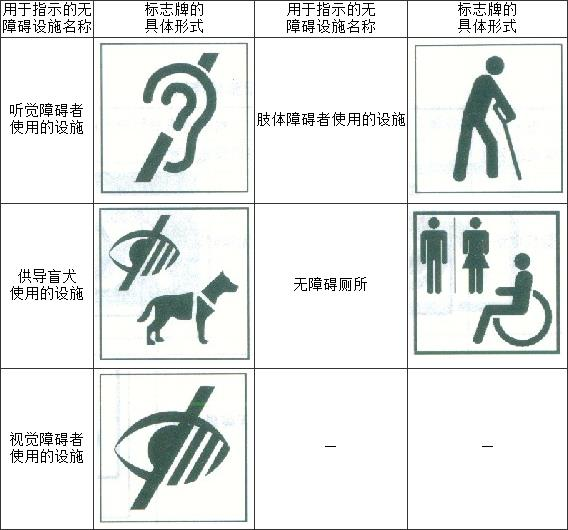 用于指示的无
障碍设施名称
标志牌的
具体形式
用于指示的无
障碍设施名称
标志牌的
具体形式
听觉障碍者
使用的设施
肢体障碍者使用的设施
供导盲犬
使用的设施
无障碍厕所
视觉障碍者
使用的设施
—
—